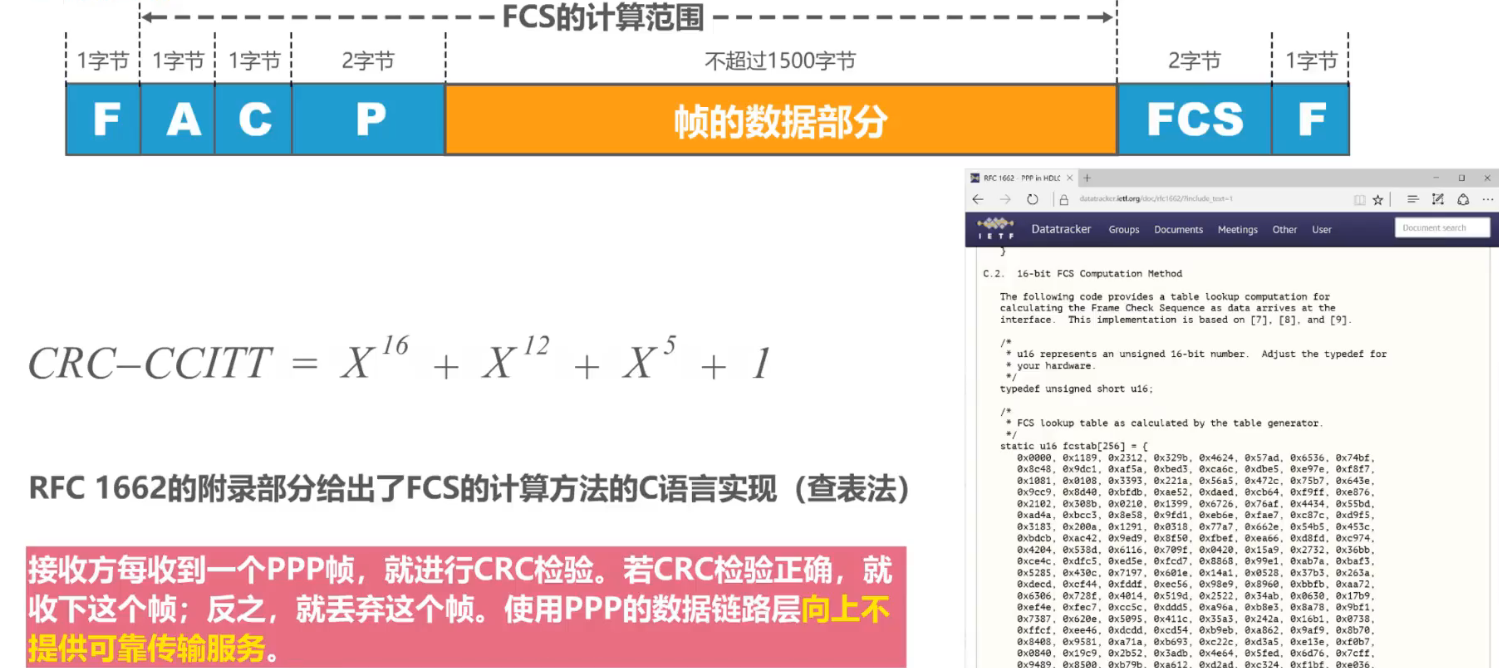 FCS的计算范围
1字节 1字节 1字节 2字节 不超过1500字节 2字节 1字节
F A C P 帧的数据部分 FCS F
CRC–CCITT = X^16 + X^12 + X^5 + 1
RFC 1662的附录部分给出了FCS的计算方法的C语言实现（查表法）
接收方每收到一个PPP帧，就进行CRC检验。若CRC检验正确，就
收下这个帧；反之，就丢弃这个帧。使用PPP的数据链路层向上不
提供可靠传输服务。
RFC 1662 - PPP in HDLC
datatracker.ietf.org/doc/rfc1662/?include_text=1
IETF Datatracker Groups Documents Meetings Other User Document search
}
C.2. 16-bit FCS Computation Method
The following code provides a table lookup computation for
calculating the Frame Check Sequence as data arrives at the
interface. This implementation is based on [7], [8], and [9].
/*
* u16 represents an unsigned 16-bit number. Adjust the typedef for
* your hardware.
*/
typedef unsigned short u16;
/*
* FCS lookup table as calculated by the table generator.
*/
static u16 fcstab[256] = {
0x0000, 0x1189, 0x2312, 0x329b, 0x4624, 0x57ad, 0x6536, 0x74bf,
0x8c48, 0x9dc1, 0xaf5a, 0xbed3, 0xca6c, 0xdbe5, 0xe97e, 0xf8f7,
0x1081, 0x0108, 0x3393, 0x221a, 0x56a5, 0x472c, 0x75b7, 0x643e,
0x9cc9, 0x8d40, 0xbfdb, 0xae52, 0xdaed, 0xcb64, 0xf9ff, 0xe876,
0x2102, 0x308b, 0x0210, 0x1399, 0x6726, 0x76af, 0x4434, 0x55bd,
0xad4a, 0xbcc3, 0x8e58, 0x9fd1, 0xeb6e, 0xfae7, 0xc87c, 0xd9f5,
0x3183, 0x200a, 0x1291, 0x0318, 0x77a7, 0x662e, 0x54b5, 0x453c,
0xbdcb, 0xac42, 0x9ed9, 0x8f50, 0xfbef, 0xea66, 0xd8fd, 0xc974,
0x4204, 0x538d, 0x6116, 0x709f, 0x0420, 0x15a9, 0x2732, 0x36bb,
0xce4c, 0xdfc5, 0xed5e, 0xfcd7, 0x8868, 0x99e1, 0xab7a, 0xbaf3,
0x5285, 0x430c, 0x7197, 0x601e, 0x14a1, 0x0528, 0x37b3, 0x263a,
0xdecd, 0xcf44, 0xfddf, 0xec56, 0x98e9, 0x8960, 0xbbfb, 0xaa72,
0x6306, 0x728f, 0x4014, 0x519d, 0x2522, 0x34ab, 0x0630, 0x17b9,
0xef4e, 0xfec7, 0xcc5c, 0xddd5, 0xa96a, 0xb8e3, 0x8a78, 0x9bf1,
0x7387, 0x620e, 0x5095, 0x411c, 0x35a3, 0x242a, 0x16b1, 0x0738,
0xffcf, 0xee46, 0xdcdd, 0xcd54, 0xb9eb, 0xa862, 0x9af9, 0x8b70,
0x8408, 0x9581, 0xa71a, 0xb693, 0xc22c, 0xd3a5, 0xe13e, 0xf0b7,
0x0840, 0x19c9, 0x2b52, 0x3adb, 0x4e64, 0x5fed, 0x6d76, 0x7cff,
0x9489, 0x8500, 0xb79b, 0xa612, 0xd2ad, 0xc324, 0xf1bf, 0xe036,